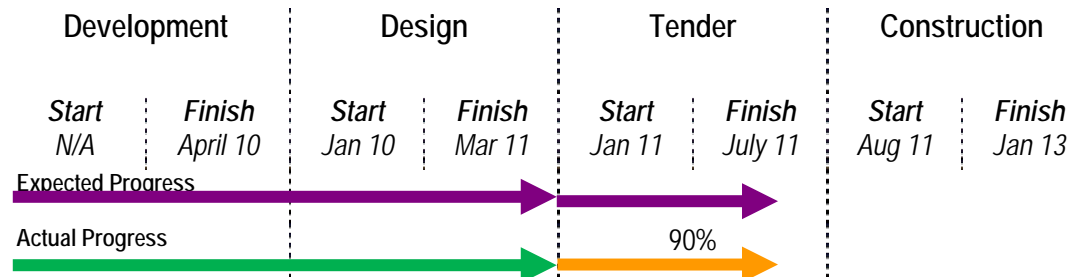 Development Design Tender Construction
Start Finish Start Finish Start Finish Start Finish
N/A April 10 Jan 10 Mar 11 Jan 11 July 11 Aug 11 Jan 13
Expected Progress
Actual Progress 90%